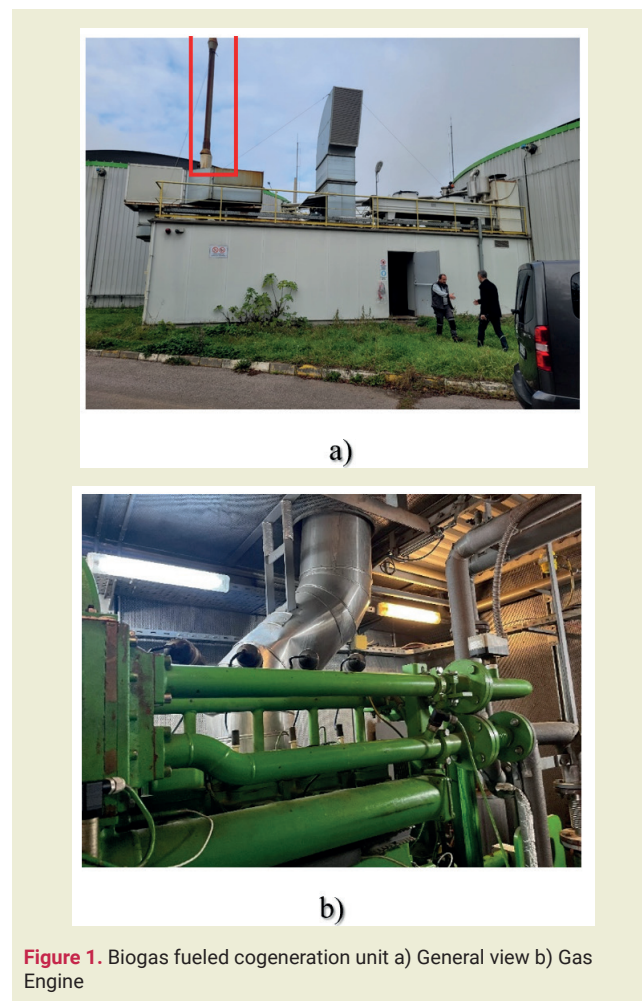 a)
b)
Figure 1. Biogas fueled cogeneration unit a) General view b) Gas
Engine